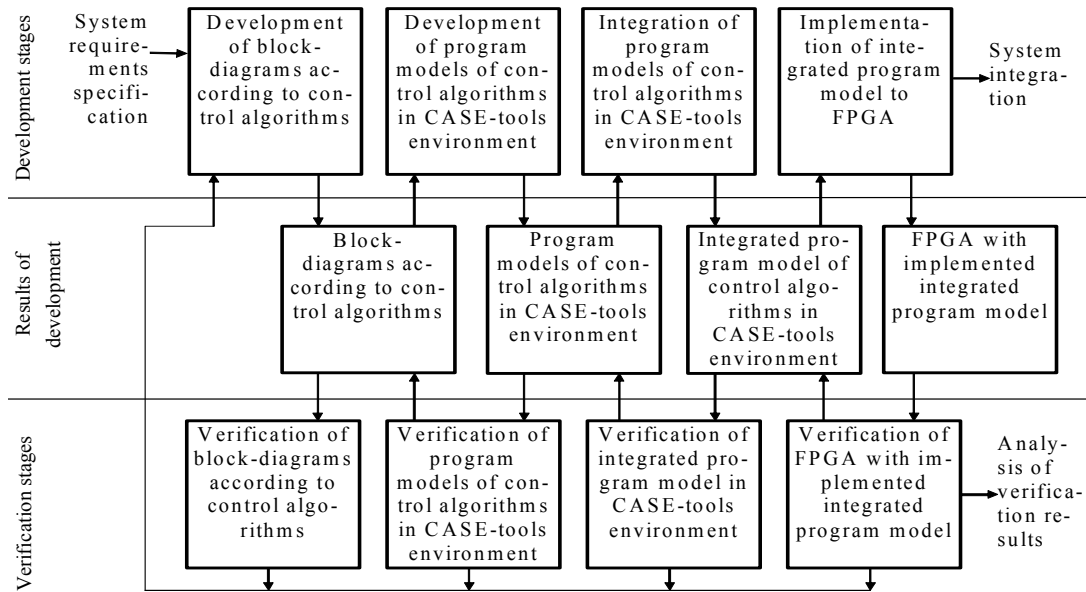 Development stages
System
require-
ments
specifi-
cation
Development
of block-
diagrams ac-
cording to con-
trol algorithms
Development
of program
models of con-
trol algorithms
in CASE-tools
environment
Integration of
program
models of con-
trol algorithms
in CASE-tools
environment
Implementa-
tion of inte-
grated program
model to
FPGA
System
integra-
tion
Results of
development
Block-
diagrams ac-
cording to con-
trol algorithms
Program
models of con-
trol algorithms
in CASE-tools
environment
Integrated pro-
gram model of
control algo-
rithms in
CASE-tools
environment
FPGA with
implemented
integrated
program model
Verification stages
Verification of
block-diagrams
according to
control algo-
rithms
Verification of
program
models of con-
trol algorithms
in CASE-tools
environment
Verification of
integrated pro-
gram model in
CASE-tools
environment
Verification of
FPGA with im-
plemented
integrated
program model
Analy-
sis of
verifica-
tion re-
sults